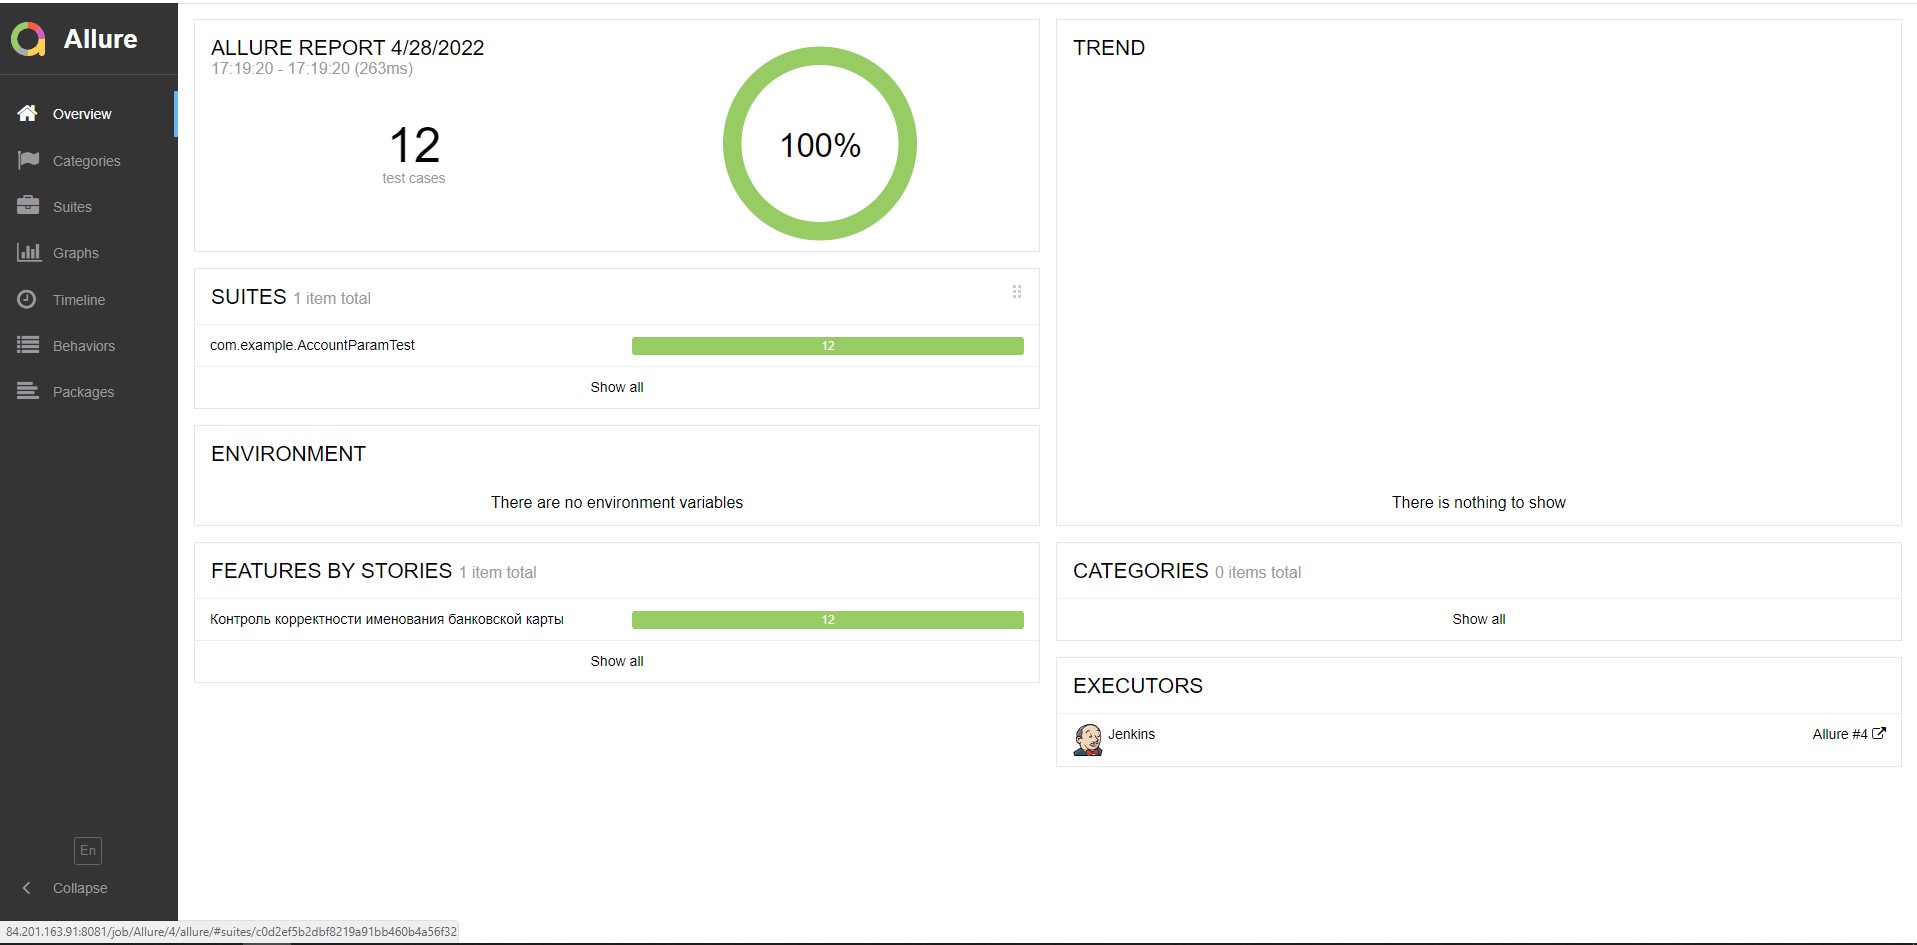 Allure
Overview
Categories
Suites
Graphs
Timeline
Behaviors
Packages
En
Collapse
ALLURE REPORT 4/28/2022
17:19:20 - 17:19:20 (263ms)
12
test cases
100%
SUITES 1 item total
com.example.AccountParamTest 12
Show all
ENVIRONMENT
There are no environment variables
FEATURES BY STORIES 1 item total
Контроль корректности именования банковской карты 12
Show all
TREND
There is nothing to show
CATEGORIES 0 items total
Show all
EXECUTORS
Jenkins Allure #4
84.201.163.91:8081/job/Allure/4/allure/#suites/c0d2ef5b2dbf8219a91bb460b4a56f32